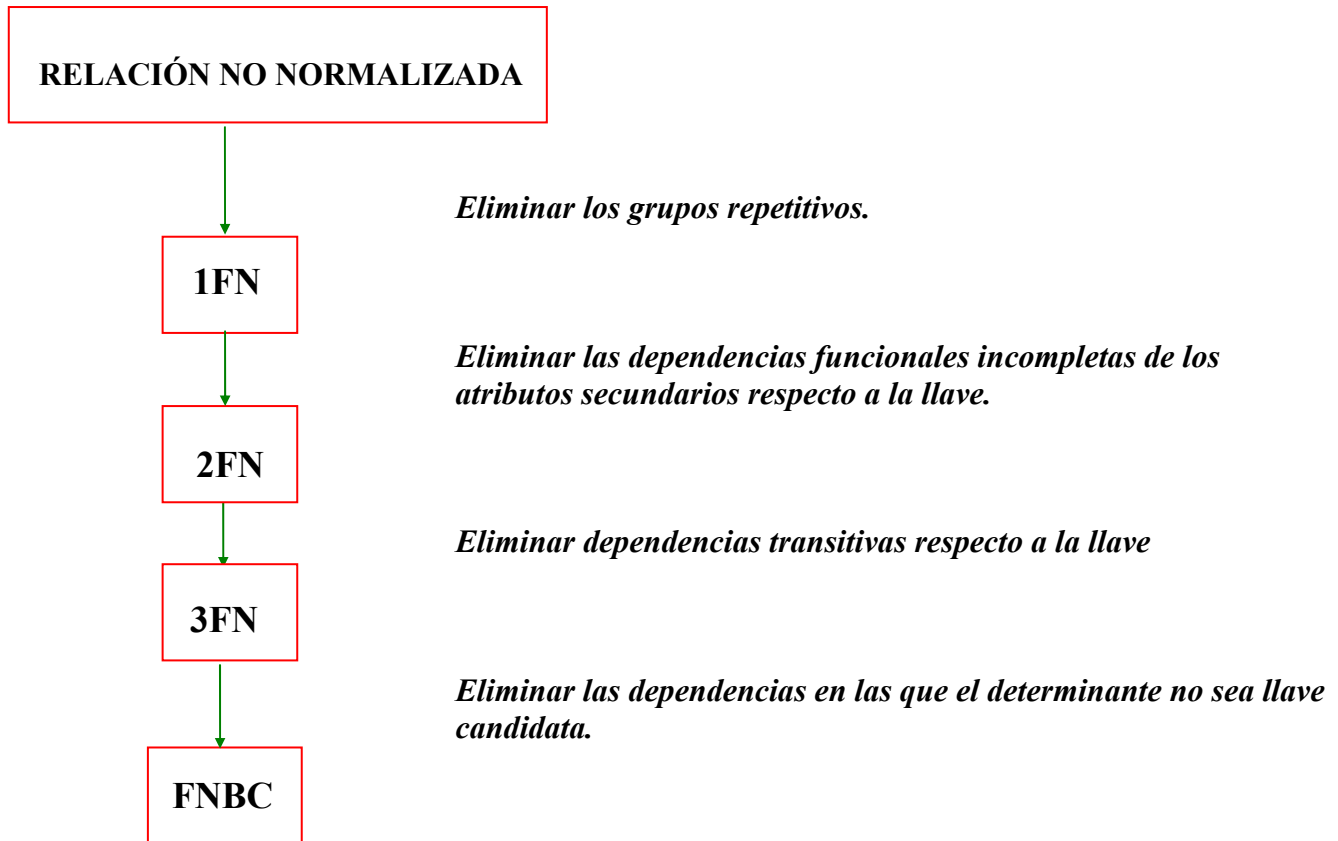 RELACIÓN NO NORMALIZADA
Eliminar los grupos repetitivos.
1FN
Eliminar las dependencias funcionales incompletas de los
atributos secundarios respecto a la llave.
2FN
Eliminar dependencias transitivas respecto a la llave
3FN
Eliminar las dependencias en las que el determinante no sea llave
candidata.
FNBC